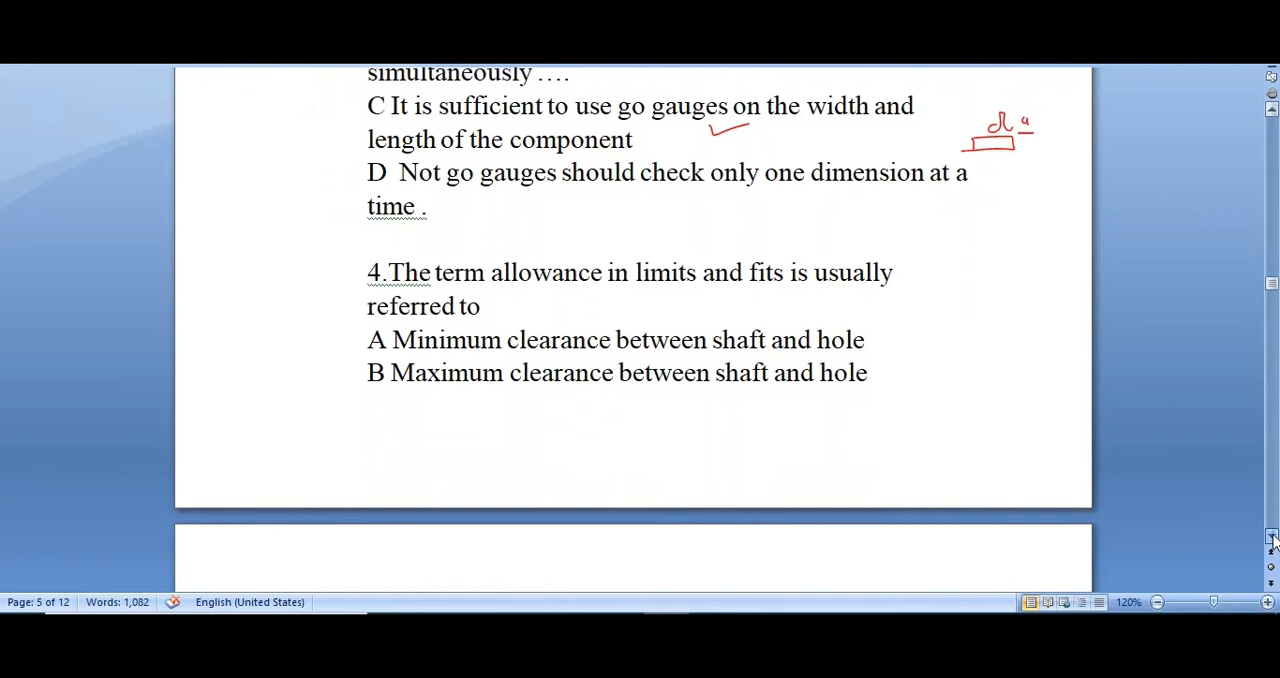 simultaneously ….
C It is sufficient to use go gauges on the width and
length of the component
D Not go gauges should check only one dimension at a
time .
4.The term allowance in limits and fits is usually
referred to
A Minimum clearance between shaft and hole
B Maximum clearance between shaft and hole
Page: 5 of 12 Words: 1,082 English (United States) 120%